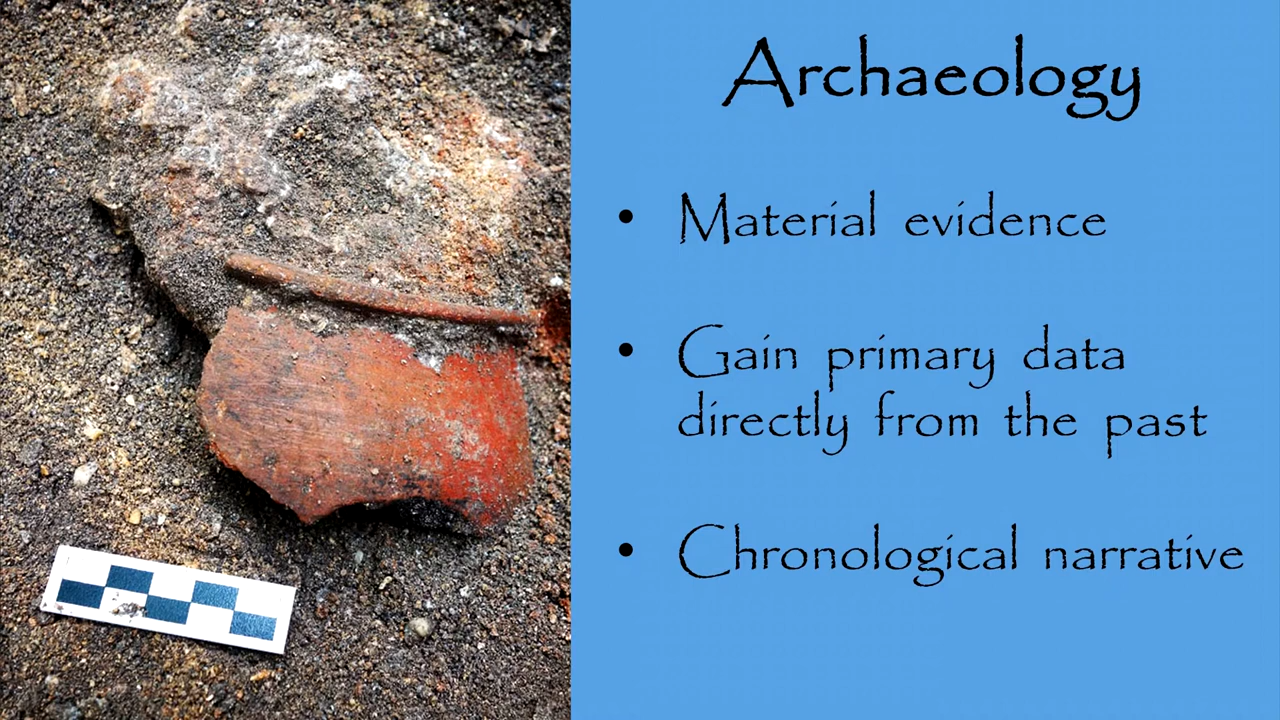 Archaeology
• Material evidence
• Gain primary data
directly from the past
• Chronological narrative